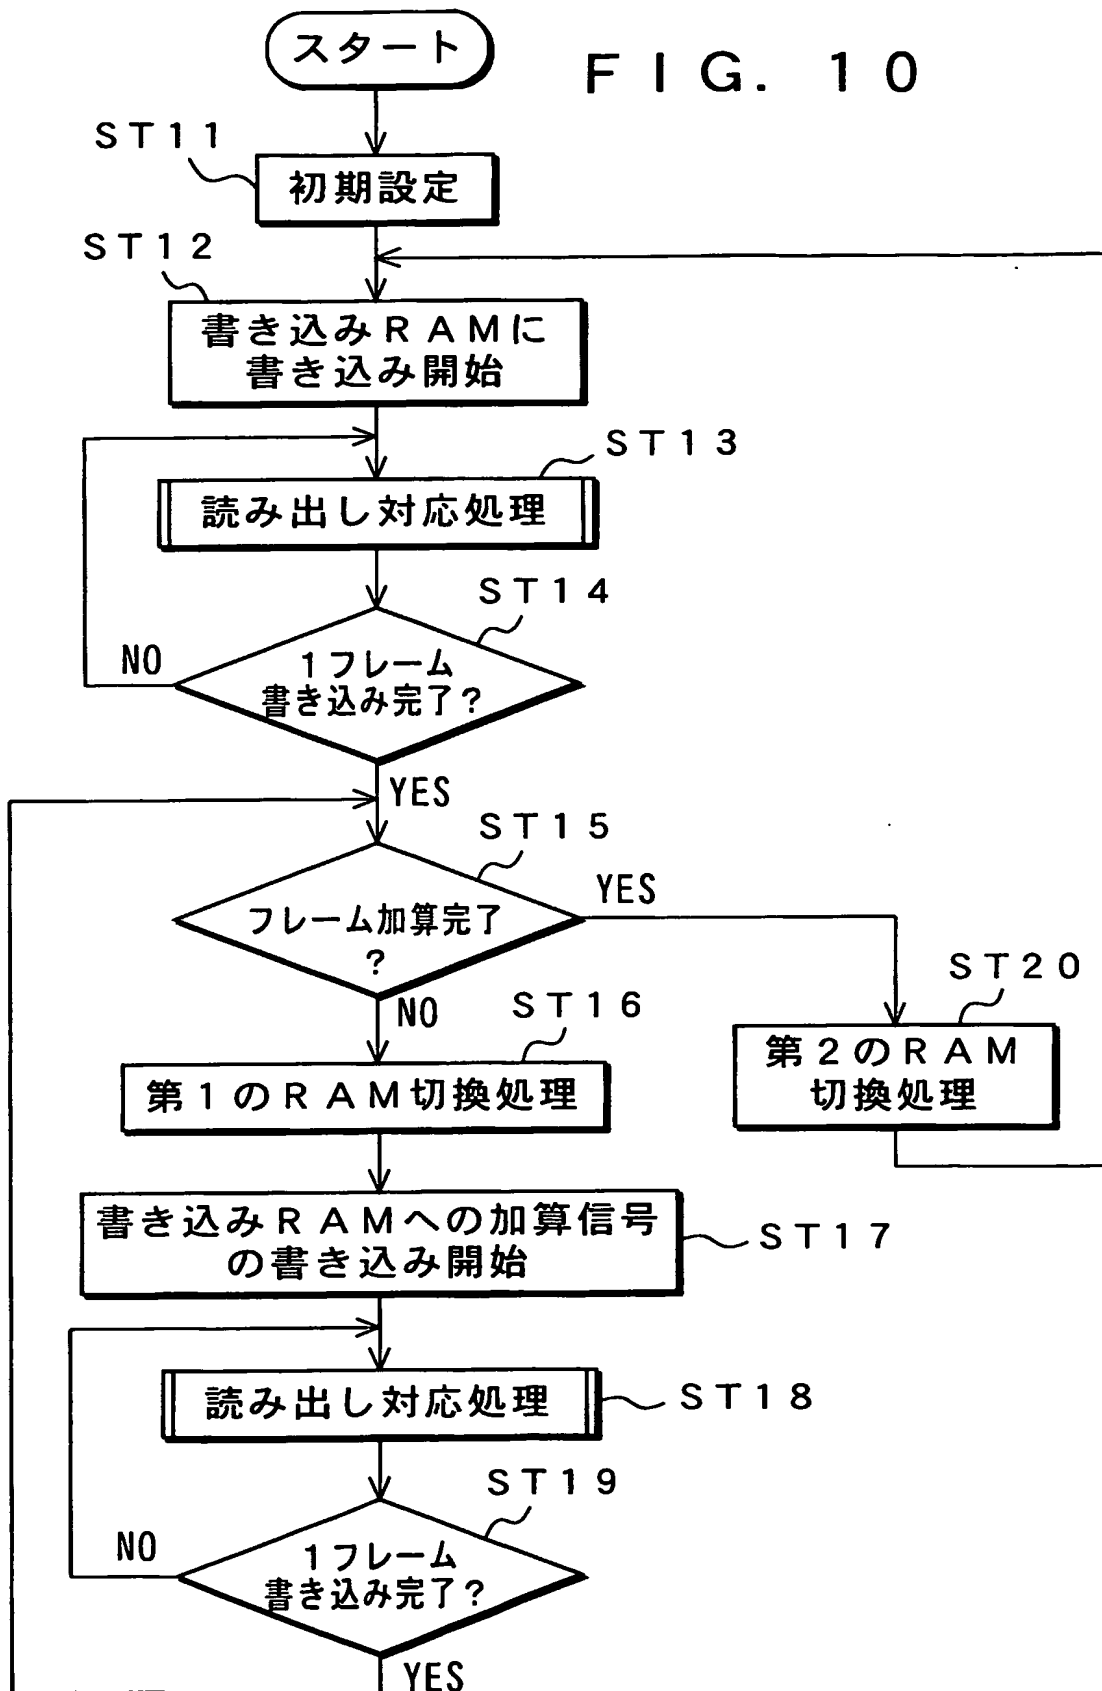 スタート
FIG. 10
ST11
初期設定
ST12
書き込みRAMに
書き込み開始
ST13
読み出し対応処理
ST14
NO
1フレーム
書き込み完了?
YES
ST15
YES
フレーム加算完了
?
ST20
NO
ST16
第2のRAM
切換処理
第1のRAM切換処理
書き込みRAMへの加算信号
の書き込み開始
ST17
読み出し対応処理
ST18
ST19
NO
1フレーム
書き込み完了?
YES